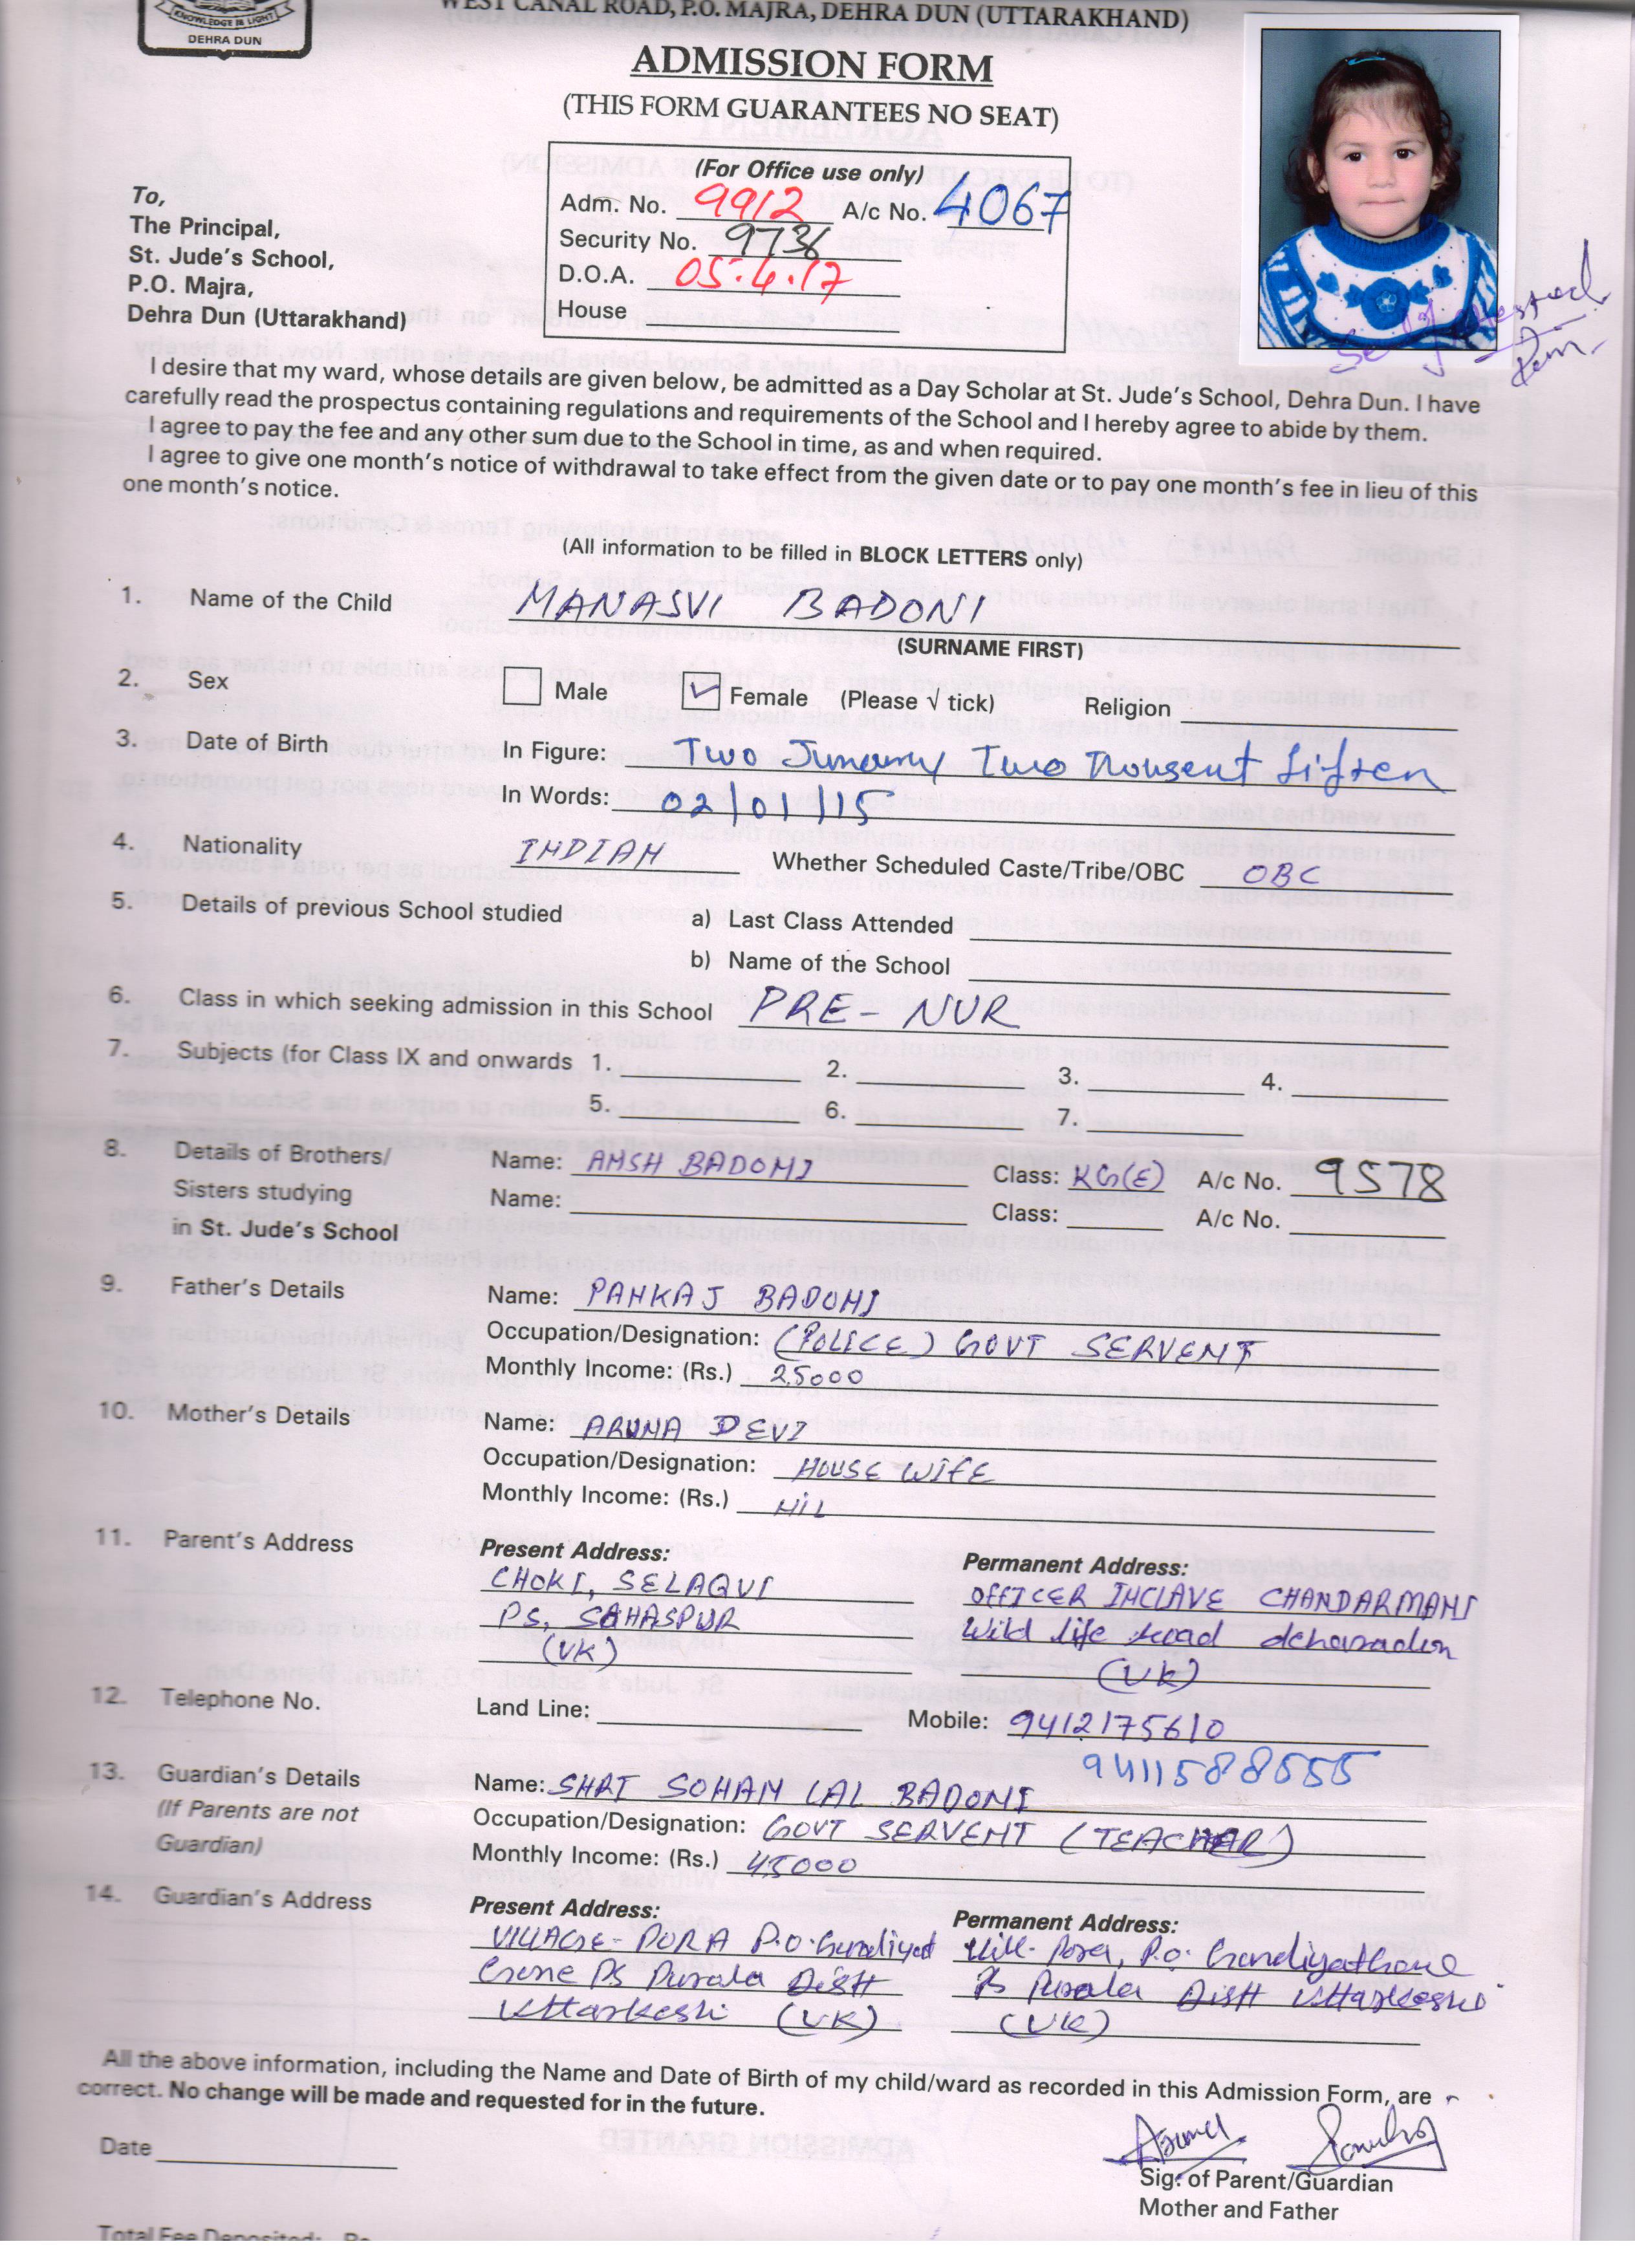 KNOWLEDGE IS LIGHT
DEHRA DUN
WEST CANAL ROAD, P.O. MAJRA, DEHRA DUN (UTTARAKHAND)
ADMISSION FORM
(THIS FORM GUARANTEES NO SEAT)
(For Office use only)
Adm. No. 9912 A/c No. 4067
Security No. 9736
D.O.A. 05.4.17
House
To,
The Principal,
St. Jude's School,
P.O. Majra,
Dehra Dun (Uttarakhand)
Self attested
I desire that my ward, whose details are given below, be admitted as a Day Scholar at St. Jude's School, Dehra Dun. I have
carefully read the prospectus containing regulations and requirements of the School and I hereby agree to abide by them.
I agree to pay the fee and any other sum due to the School in time, as and when required.
I agree to give one month's notice of withdrawal to take effect from the given date or to pay one month's fee in lieu of this
one month's notice.
(All information to be filled in BLOCK LETTERS only)
1. Name of the Child MANASVI BADONI
(SURNAME FIRST)
2. Sex Male Female (Please √ tick) Religion
3. Date of Birth In Figure: Two Two fifteen
In Words: 02/01/15
4. Nationality INDIAN Whether Scheduled Caste/Tribe/OBC OBC
5. Details of previous School studied a) Last Class Attended
b) Name of the School
6. Class in which seeking admission in this School PRE-NUR
7. Subjects (for Class IX and onwards 1. 2. 3. 4.
5. 6. 7.
8. Details of Brothers/ Name: ANSH BADONI Class: KG(E) A/c No. 9578
Sisters studying Name: Class: A/c No.
in St. Jude's School
9. Father's Details Name: PANKAJ BADONI
Occupation/Designation: (POLICE) GOVT SERVENT
Monthly Income: (Rs.) 25000
10. Mother's Details Name: ARUNA DEVI
Occupation/Designation: HOUSE WIFE
Monthly Income: (Rs.) NIL
11. Parent's Address Present Address: Permanent Address:
CHOKI, SELAQUI OFFICER INCLAVE CHANDARMANI
PS, SAHASPUR Wild life road deharadun
(UK) (UK)
12. Telephone No. Land Line: Mobile: 9412175610
9411588555
13. Guardian's Details Name: SHRI SOHAN LAL BADONI
(If Parents are not Occupation/Designation: GOVT SERVENT (TEACHAR)
Guardian) Monthly Income: (Rs.) 45000
14. Guardian's Address Present Address: Permanent Address:
VILLAGE-PORA P.O. Gundiyat Vill- Pora, P.O. Gundiyat
PS Purola Distt PS Purola Distt Uttarkashi
Uttarkashi (UK) (UK)
All the above information, including the Name and Date of Birth of my child/ward as recorded in this Admission Form, are
correct. No change will be made and requested for in the future.
Date
Sig. of Parent/Guardian
Mother and Father
Total Fee Deposited: Rs.